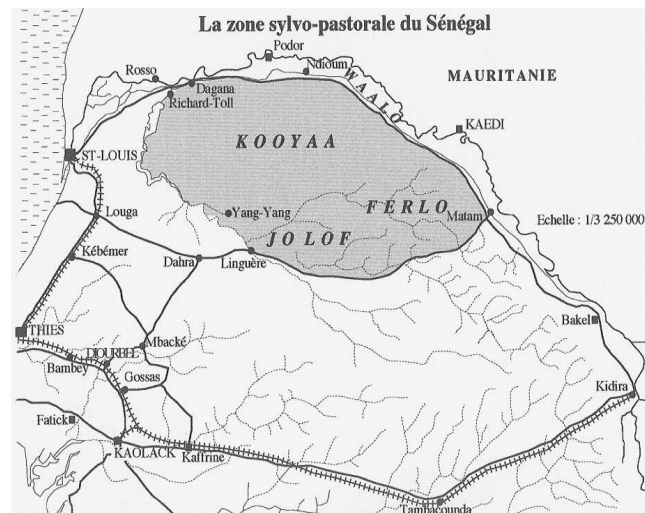 La zone sylvo-pastorale du Sénégal
Podor
Rosso
Ndioum
MAURITANIE
Dagana
WAALO
Richard-Toll
KAEDI
KOOYAA
ST-LOUIS
Louga
Yang-Yang
FERLO
Matam
Echelle : 1/3 250 000
JOLOF
Kébémer
Dahra
Linguère
THIES
Bakel
Mbacké
DIOURBEL
Bambey
Gossas
Kidira
Fatick
KAOLACK
Kaffrine
Tambacounda